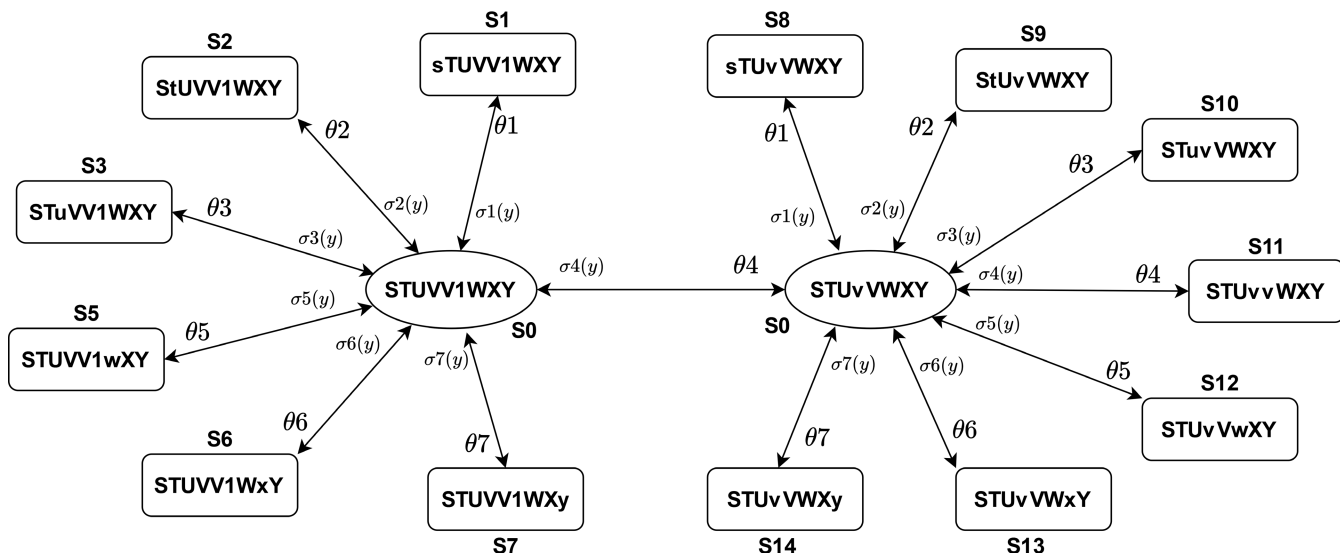 S1
S8
S2
S9
sTUVV1WXY
sTUvVWXY
StUVV1WXY
StUvVWXY
S10
θ2
θ1
θ1
θ2
STuvVWXY
S3
θ3
STuVV1WXY
θ3
σ2(y)
σ1(y)
σ1(y)
σ2(y)
σ3(y)
σ3(y)
S11
σ4(y)
θ4
σ4(y)
θ4
STUVV1WXY
STUvVWXY
STUvvWXY
σ5(y)
S5
θ5
S0
S0
σ5(y)
STUVV1wXY
σ6(y)
σ7(y)
σ7(y)
σ6(y)
θ5
S12
θ6
STUvVwXY
S6
θ7
θ7
θ6
STUVV1WxY
STUVV1WXy
STUvVWXy
STUvVWxY
S7
S14
S13